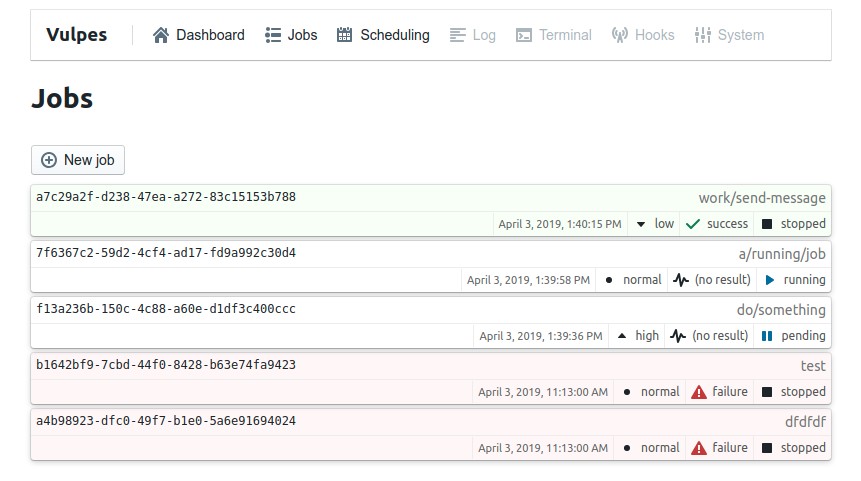 Vulpes Dashboard Jobs Scheduling Log Terminal Hooks System
Jobs
New job
a7c29a2f-d238-47ea-a272-83c15153b788 work/send-message
April 3, 2019, 1:40:15 PM low success stopped
7f6367c2-59d2-4cf4-ad17-fd9a992c30d4 a/running/job
April 3, 2019, 1:39:58 PM normal (no result) running
f13a236b-150c-4c88-a60e-d1df3c400ccc do/something
April 3, 2019, 1:39:36 PM high (no result) pending
b1642bf9-7cbd-44f0-8428-b63e74fa9423 test
April 3, 2019, 11:13:00 AM normal failure stopped
a4b98923-dfc0-49f7-b1e0-5a6e91694024 dfdfdf
April 3, 2019, 11:13:00 AM normal failure stopped